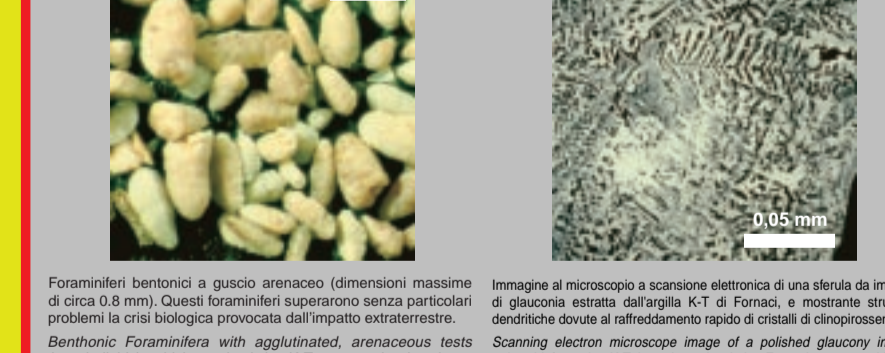 0,05 mm
Foraminiferi bentonici a guscio arenaceo (dimensioni massime
di circa 0.8 mm). Questi foraminiferi superarono senza particolari
problemi la crisi biologica provocata dall'impatto extraterrestre.
Benthonic Foraminifera with agglutinated, arenaceous tests
Immagine al microscopio a scansione elettronica di una sferula da
di glauconia estratta dall'argilla K-T di Fornaci, e mostrante
dendritiche dovute al raffreddamento rapido di cristalli di
Scanning electron microscope image of a polished glaucony